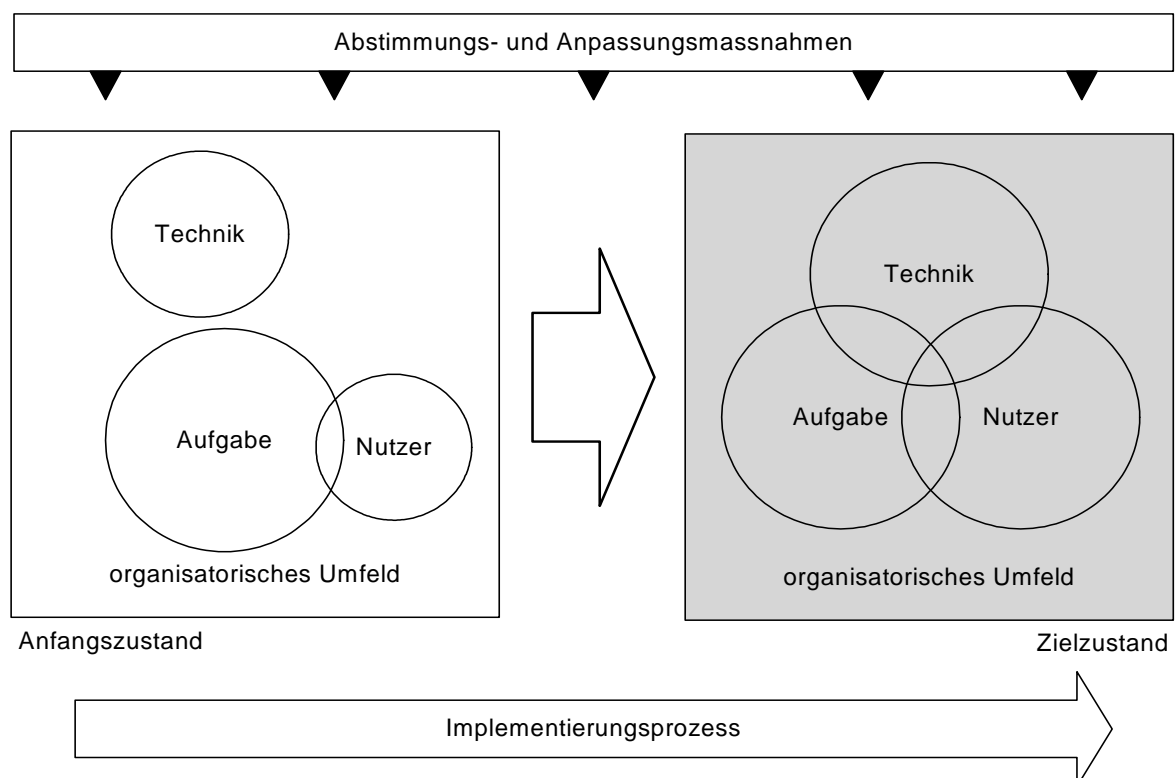 Abstimmungs- und Anpassungsmassnahmen
Technik
Aufgabe
Nutzer
organisatorisches Umfeld
Anfangszustand
Technik
Aufgabe
Nutzer
organisatorisches Umfeld
Zielzustand
Implementierungsprozess